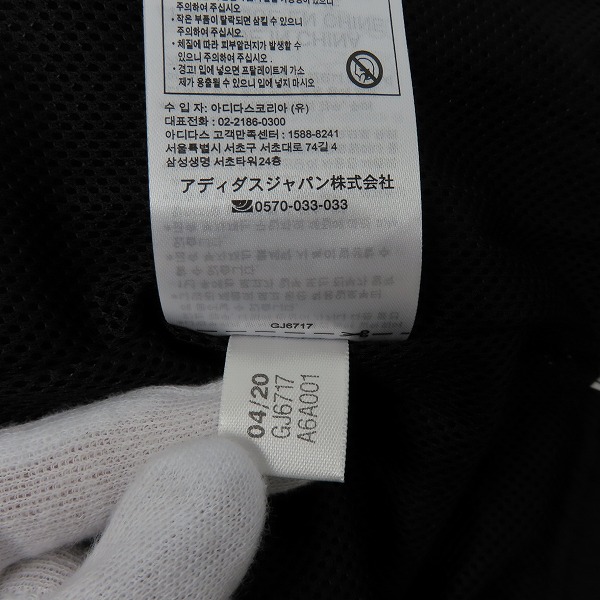 주의하여 주십시오
• 작은 부품이 탈락되면 삼킬 수 있으니
주의하여 주십시오.
• 체질에 따라 피부알러지가 발생할 수
있으니 주의하여 주십시오.
• 경고! 입에 넣으면 프탈레이트계 가소
제가 용출될 수 있으니 입에 넣지 마시오
수 입 자: 아디다스코리아 (유)
대표전화 : 02-2186-0300
아디다스 고객만족센터 : 1588-8241
서울특별시 서초구 서초대로 74길 4
삼성생명 서초타워24층
アディダスジャパン株式会社
0570-033-033
GJ6717
04/20
GJ6717
A6A001